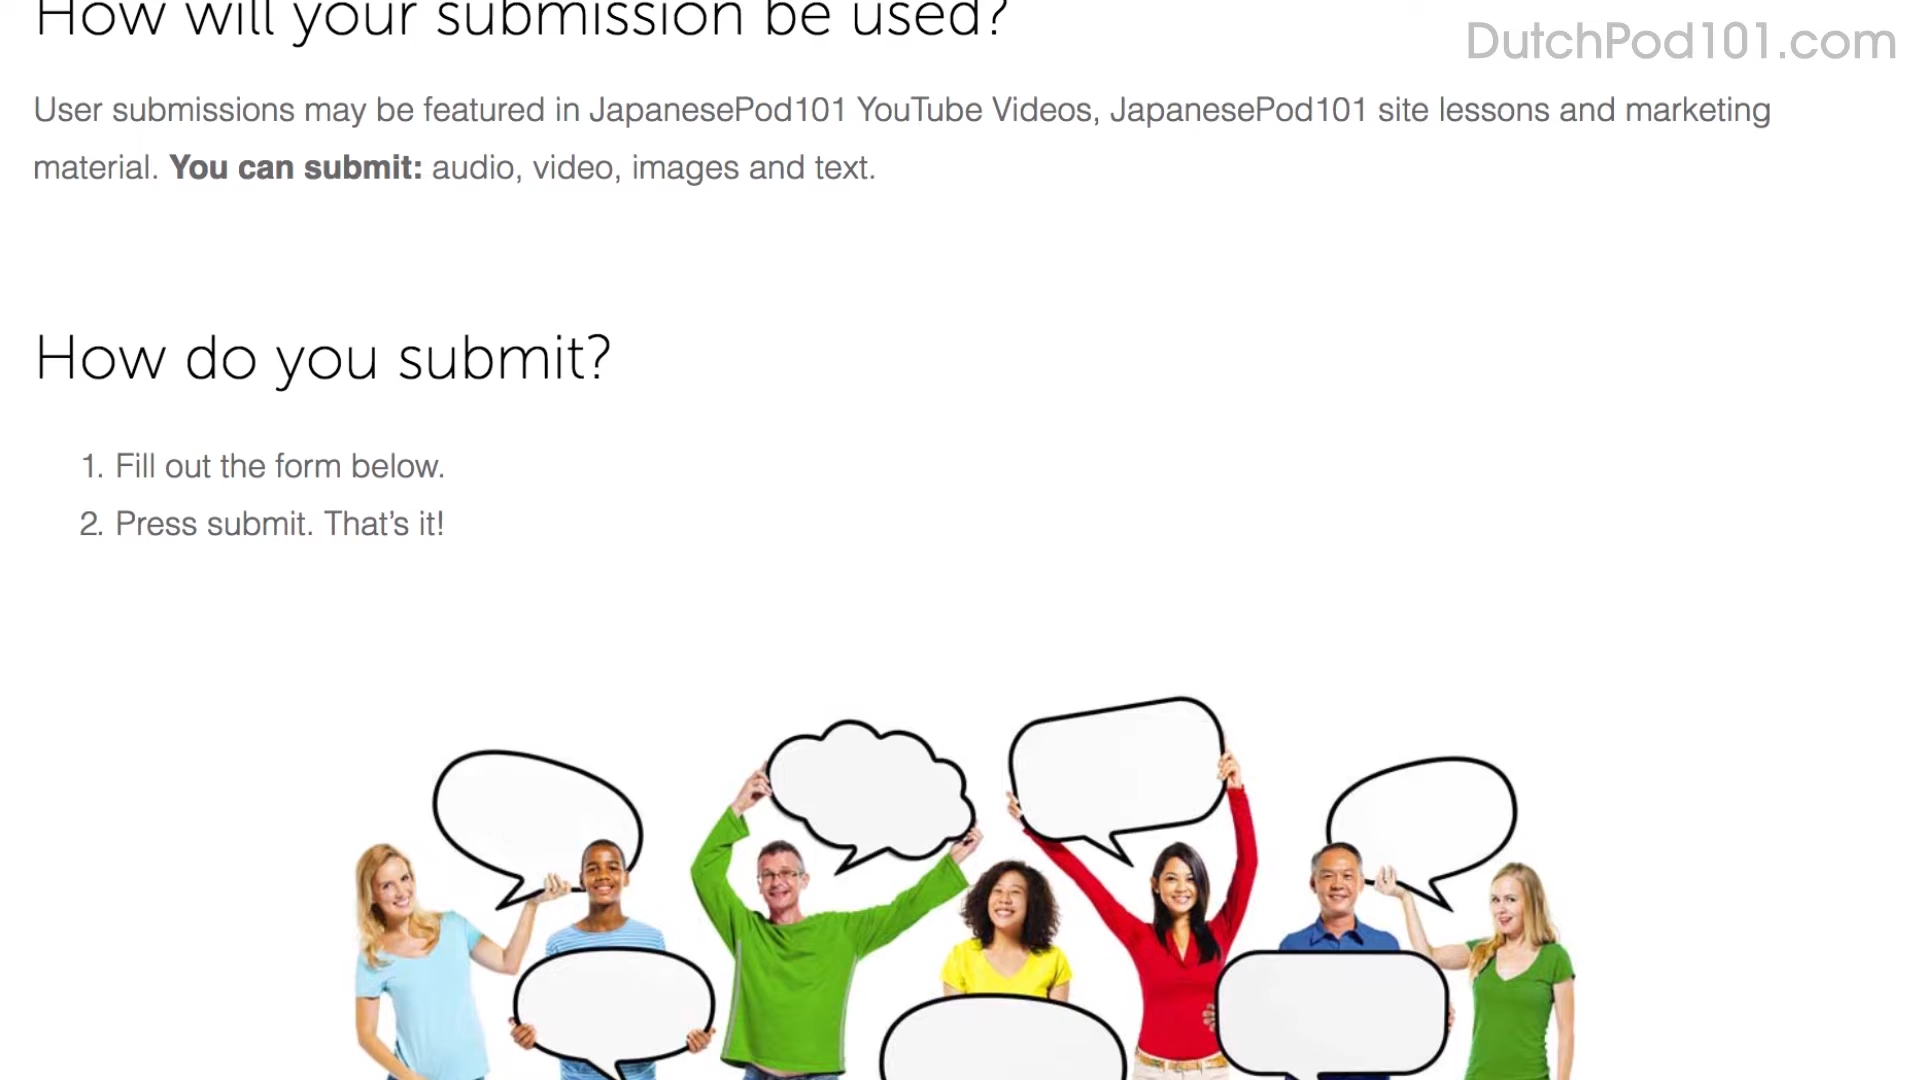 How will your submission be used?
DutchPod101.com
User submissions may be featured in JapanesePod101 YouTube Videos, JapanesePod101 site lessons and marketing
material. You can submit: audio, video, images and text.
How do you submit?
1. Fill out the form below.
2. Press submit. That’s it!